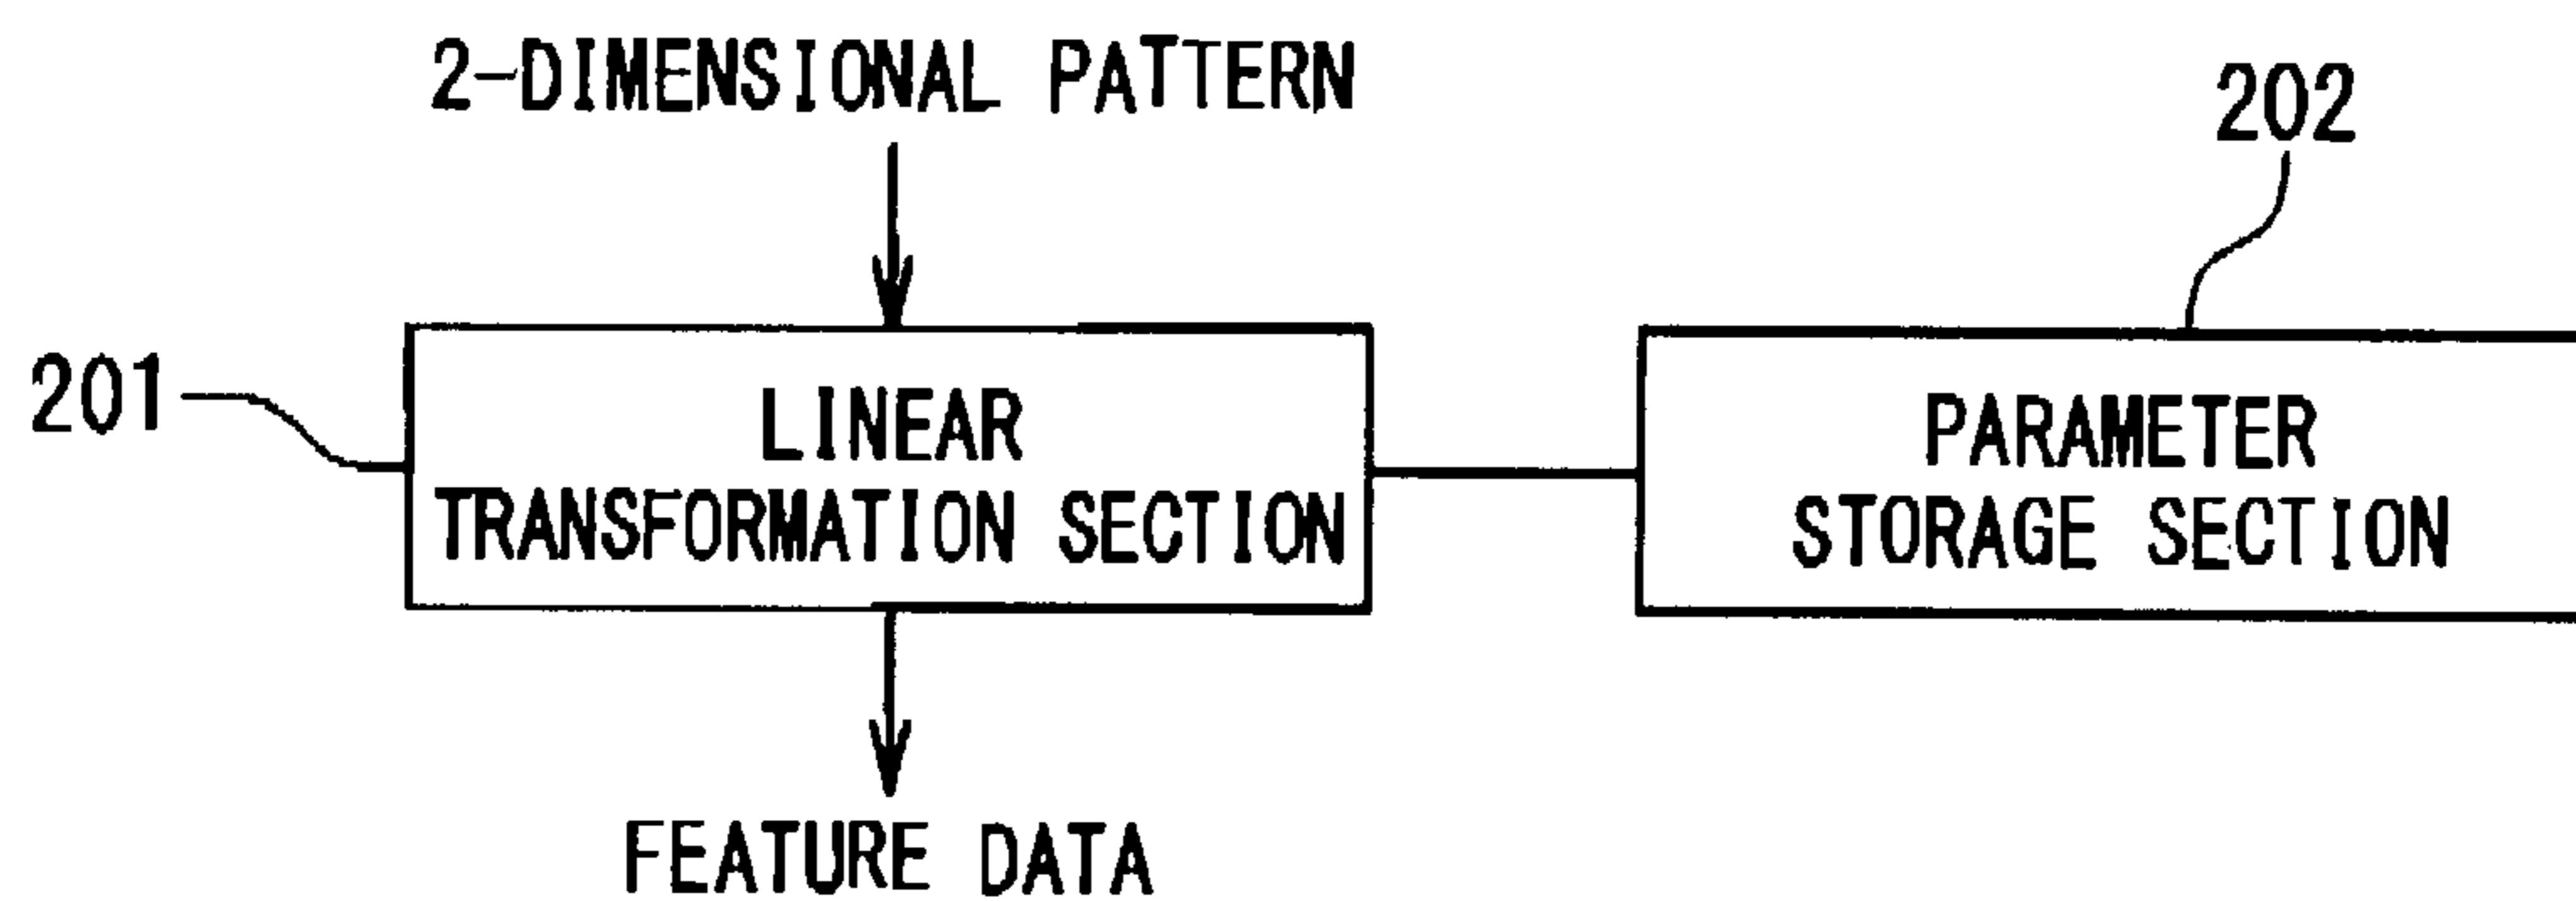 2-DIMENSIONAL PATTERN
202
201
LINEAR
TRANSFORMATION SECTION
PARAMETER
STORAGE SECTION
FEATURE DATA